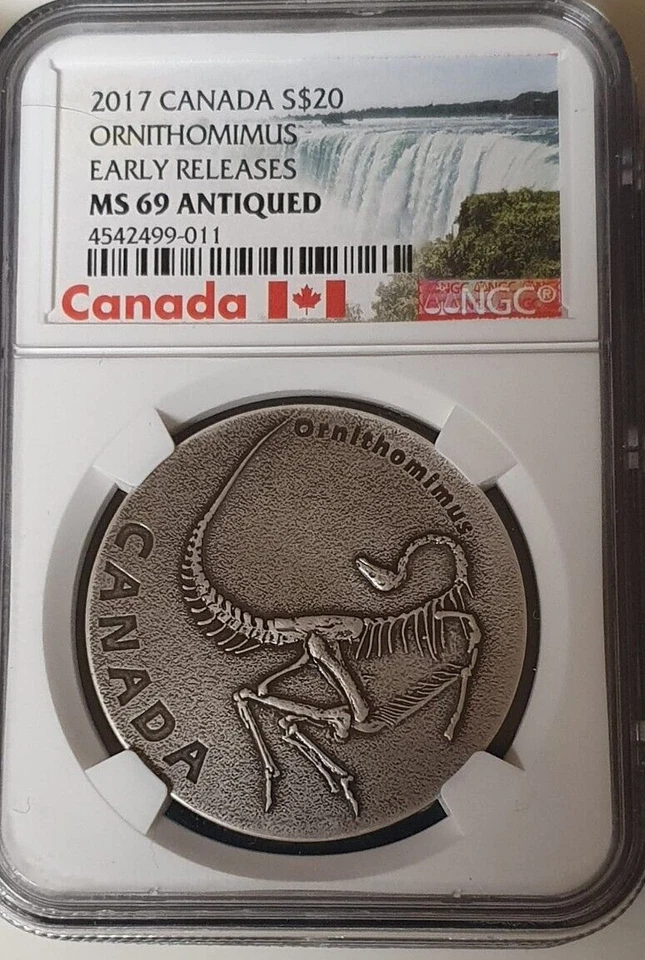 2017 CANADA S$20
ORNITHOMIMUS
EARLY RELEASES
MS 69 ANTIQUED
4542499-011
Canada
NGC®
Ornithomimus
CANADA